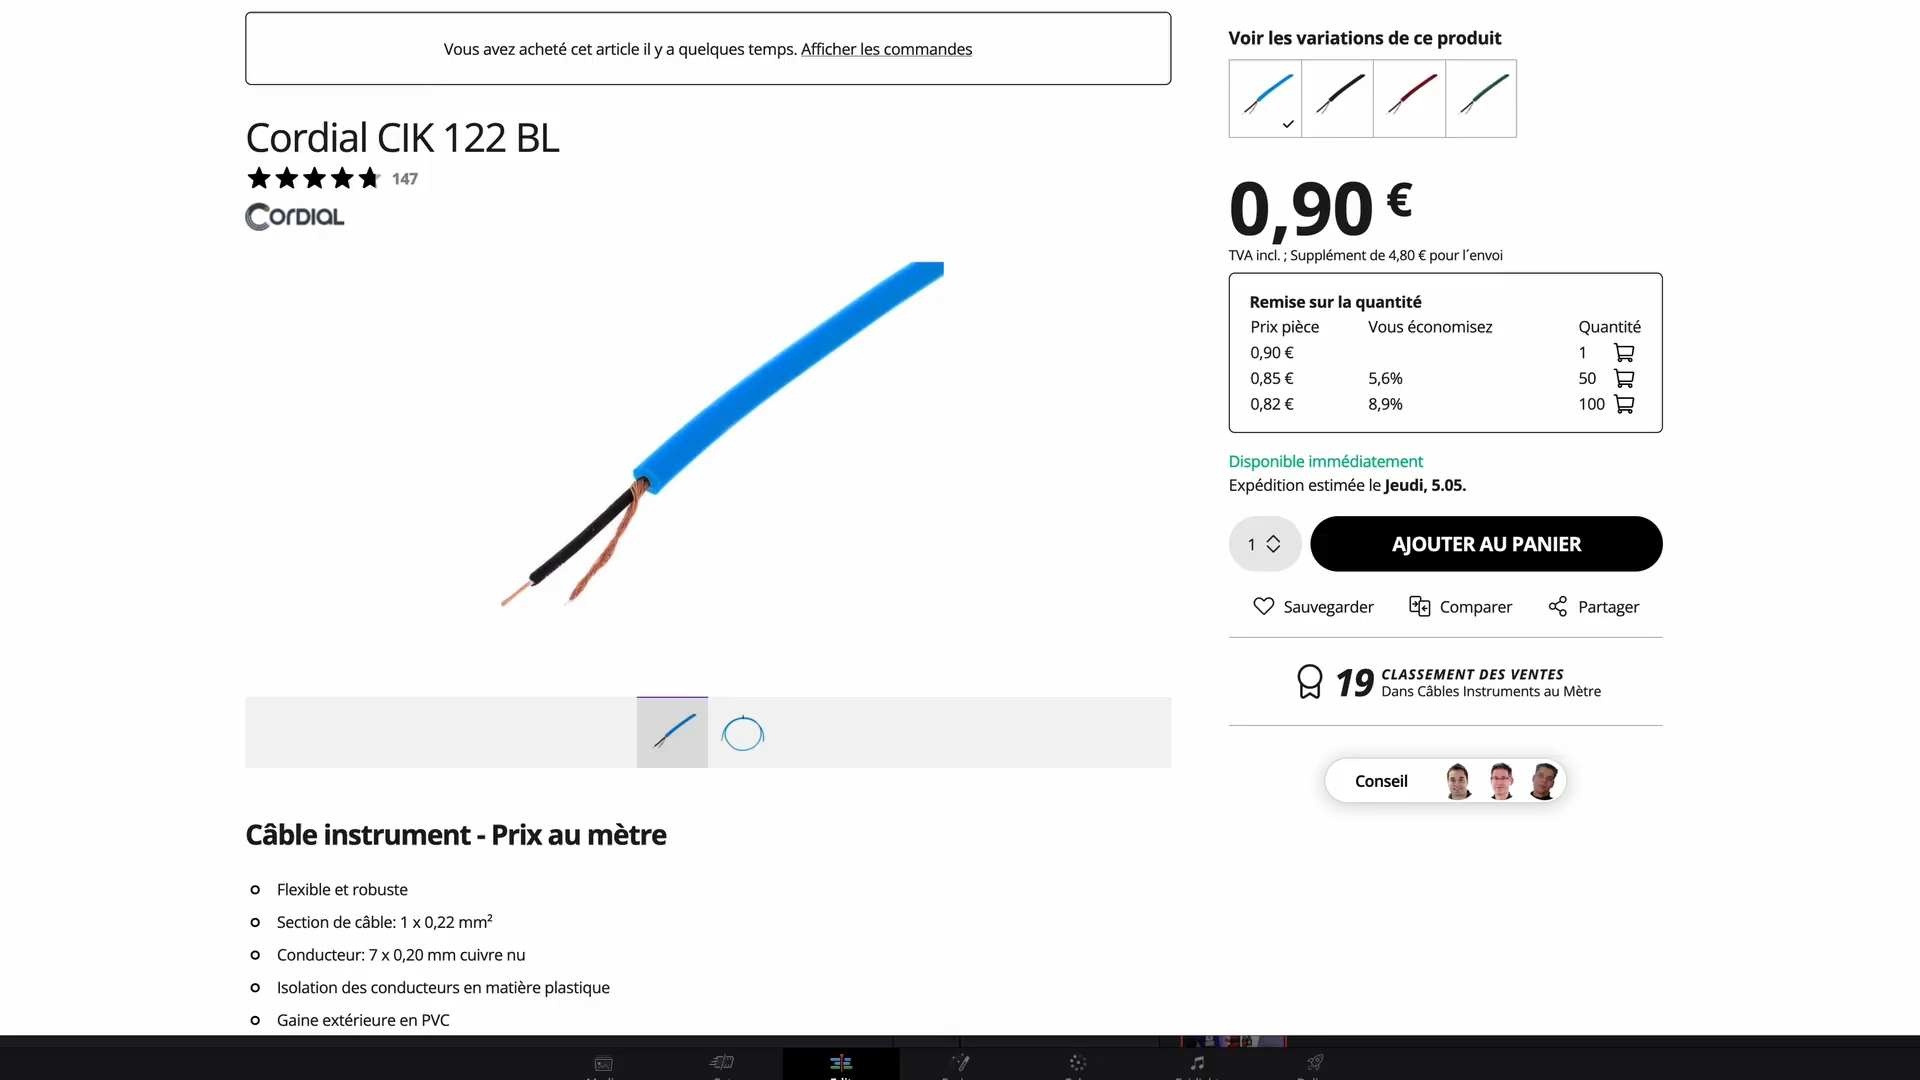 Vous avez acheté cet article il y a quelques temps. Afficher les commandes
Cordial CIK 122 BL
147
CORDIAL
Câble instrument - Prix au mètre
Flexible et robuste
Section de câble: 1 x 0,22 mm²
Conducteur: 7 x 0,20 mm cuivre nu
Isolation des conducteurs en matière plastique
Gaine extérieure en PVC
Voir les variations de ce produit
0,90 €
TVA incl. ; Supplément de 4,80 € pour l´envoi
Remise sur la quantité
Prix pièce Vous économisez Quantité
0,90 € 1
0,85 € 5,6% 50
0,82 € 8,9% 100
Disponible immédiatement
Expédition estimée le Jeudi, 5.05.
1 AJOUTER AU PANIER
Sauvegarder Comparer Partager
19 CLASSEMENT DES VENTES
Dans Câbles Instruments au Mètre
Conseil